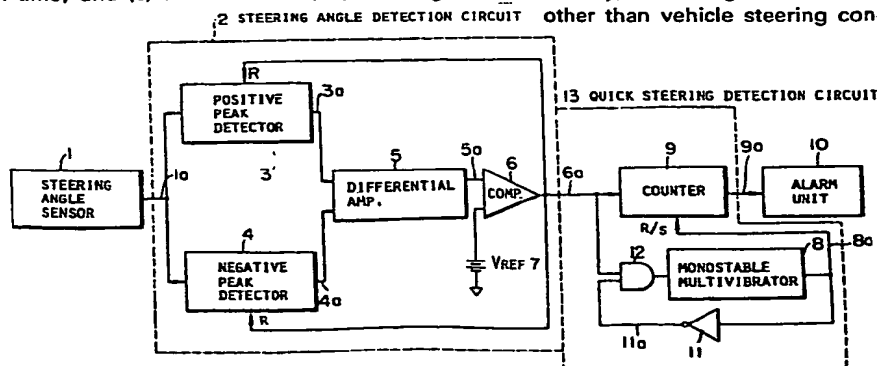 2 STEERING ANGLE DETECTION CIRCUIT other than vehicle steering con-
R
3a
POSITIVE
PEAK
DETECTOR
13 QUICK STEERING DETECTION CIRCUIT
1
1a
3'
STEERING
ANGLE
SENSOR
5
DIFFERENTIAL
AMP.
5a
6
COMP.
6a
9
COUNTER
9a
10
ALARM
UNIT
R/S
4
NEGATIVE
PEAK
DETECTOR
4a
R
VREF 7
12
8
MONOSTABLE
MULTIVIBRATOR
8a
11a
11